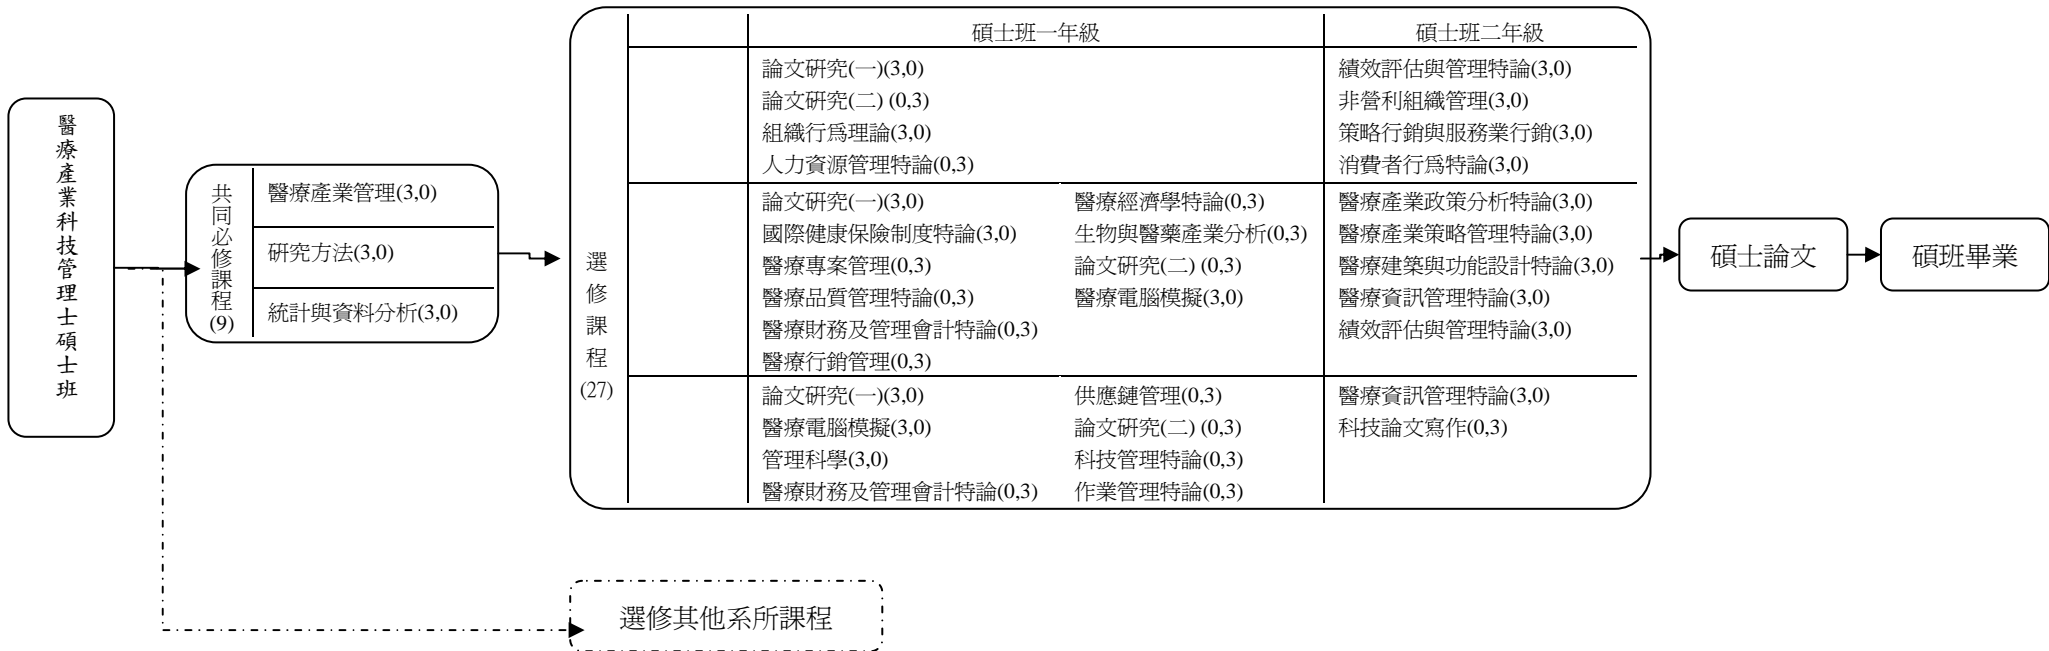 醫療產業科技管理士碩士班
共同必修課程
(9)
醫療產業管理(3,0)
研究方法(3,0)
統計與資料分析(3,0)
選修課程
(27)
碩士班一年級
碩士班二年級
論文研究(一)(3,0)
論文研究(二) (0,3)
組織行為理論(3,0)
人力資源管理特論(0,3)
績效評估與管理特論(3,0)
非營利組織管理(3,0)
策略行銷與服務業行銷(3,0)
消費者行為特論(3,0)
論文研究(一)(3,0)
國際健康保險制度特論(3,0)
醫療專案管理(0,3)
醫療品質管理特論(0,3)
醫療財務及管理會計特論(0,3)
醫療行銷管理(0,3)
醫療經濟學特論(0,3)
生物與醫藥產業分析(0,3)
論文研究(二) (0,3)
醫療電腦模擬(3,0)
醫療產業政策分析特論(3,0)
醫療產業策略管理特論(3,0)
醫療建築與功能設計特論(3,0)
醫療資訊管理特論(3,0)
績效評估與管理特論(3,0)
論文研究(一)(3,0)
醫療電腦模擬(3,0)
管理科學(3,0)
醫療財務及管理會計特論(0,3)
供應鏈管理(0,3)
論文研究(二) (0,3)
科技管理特論(0,3)
作業管理特論(0,3)
醫療資訊管理特論(3,0)
科技論文寫作(0,3)
碩士論文
碩班畢業
選修其他系所課程